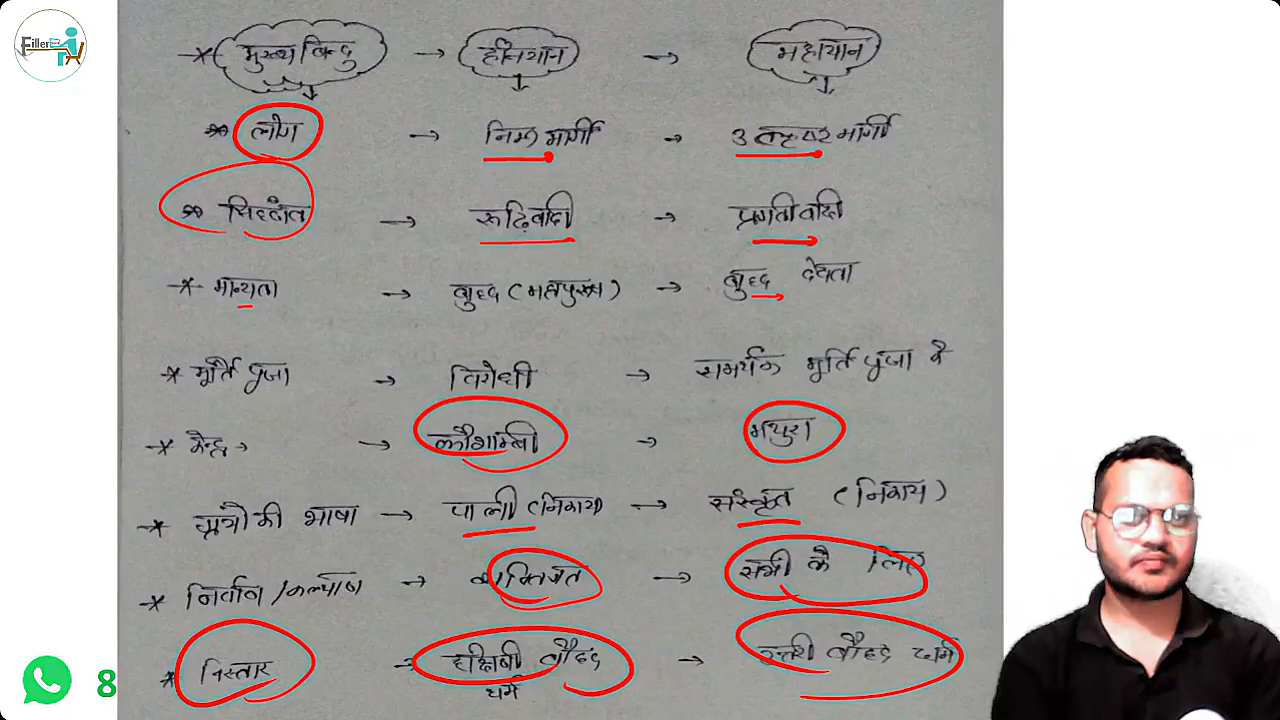 Filler
* मुख्य बिन्दु → हीनयान → महायान
लोग → निम्न मार्गी → उत्कृष्ट मार्गी
सिद्धांत → रूढ़िवादी → प्रगतीवादी
* मान्यता → बुद्ध (महापुरुष) → बुद्ध देवता
* मूर्ति पूजा → विरोधी → समर्थक मूर्ति पूजा के
* केन्द्र → → कौशाम्बी → मथुरा
* ग्रन्थो की भाषा → पाली (निकाय) → संस्कृत (निकाय)
* निर्वाण / कल्याण → व्यक्तिगत → सभी के लिए
* विस्तार → दक्षिणी बौद्ध → उत्तरी बौद्ध धर्म
धर्म
8